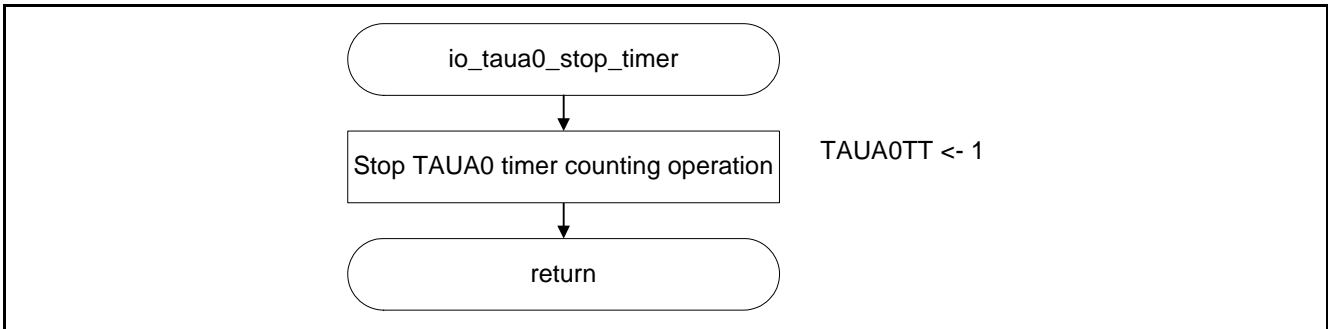 io_taua0_stop_timer
Stop TAUA0 timer counting operation
TAUA0TT <- 1
return